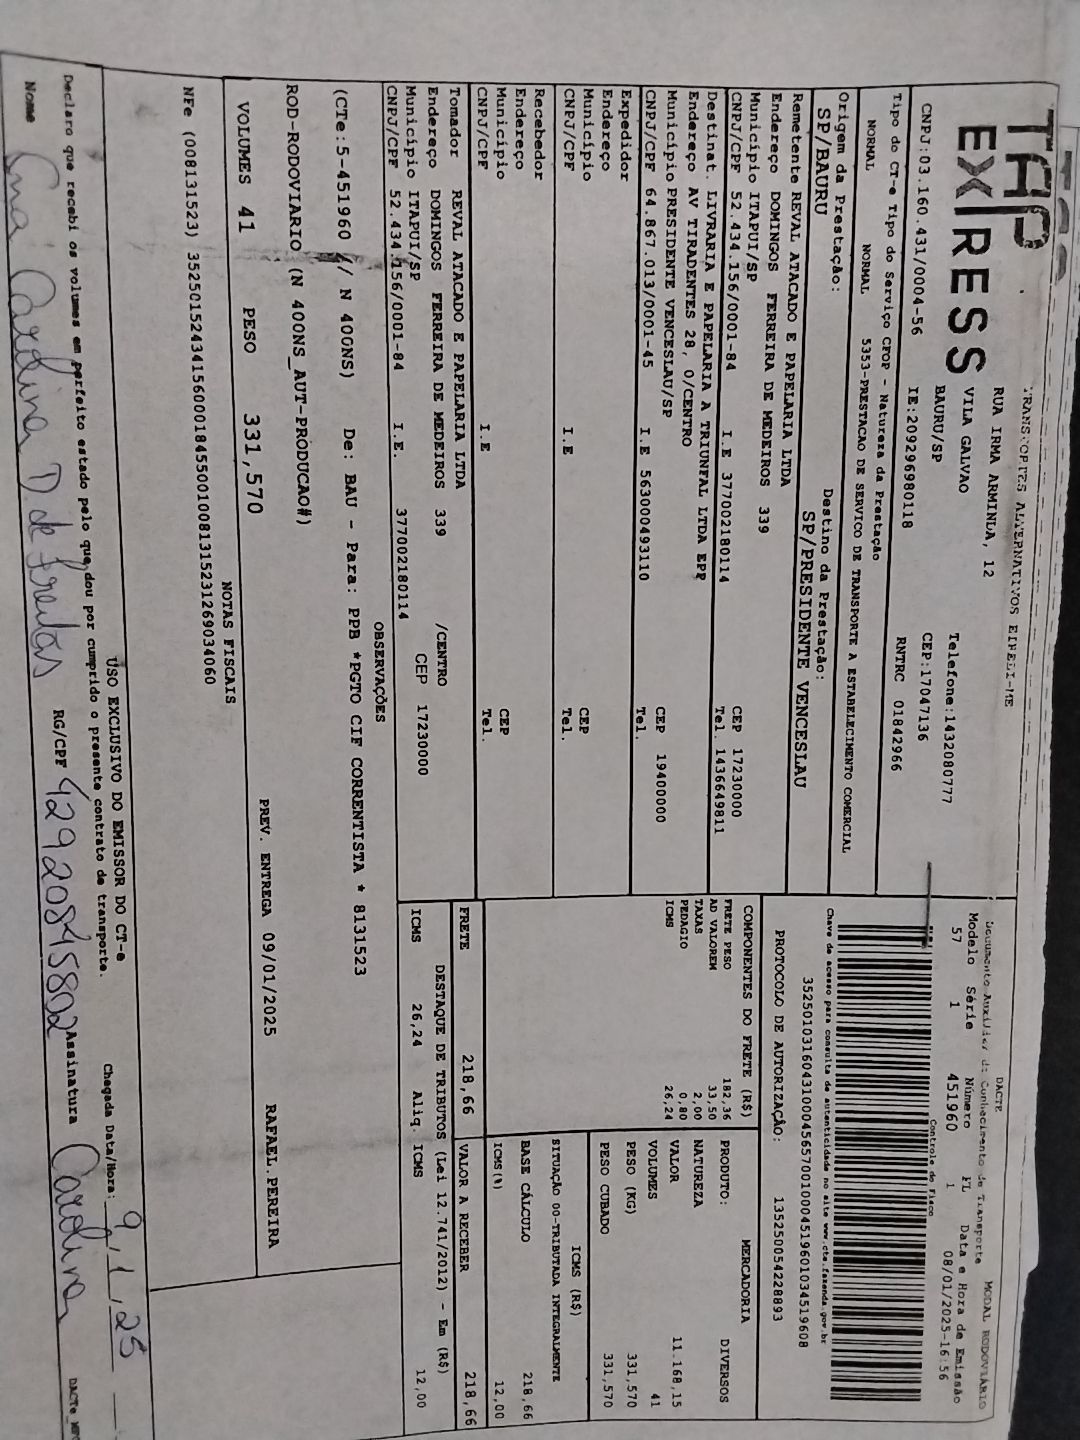 TAP EXPRESS
TRANSPORTES ALTERNATIVOS EIRELI-ME
RUA IRMA ARMINDA, 12
VILA GALVAO
BAURU/SP
Telefone:1432080777
CEP:17047136
CNPJ:03.160.431/0004-56
IE:209296980118
RNTRC 01842966
DACTE
MODAL RODOVIÁRIO
Documento Auxiliar de Conhecimento de Transporte
Modelo Série Número FL Data e Hora de Emissão
57 1 451960 1 08/01/2025-16:56
Controle do Fisco
Chave de acesso para consulta de autenticidade no site www.cte.fazenda.gov.br
35250103160431000456570010004519601034519608
PROTOCOLO DE AUTORIZAÇÃO: 135250054228893
Tipo do CT-e Tipo do Serviço CFOP - Natureza da Prestação
NORMAL NORMAL 5353-PRESTACAO DE SERVICO DE TRANSPORTE A ESTABELECIMENTO COMERCIAL
Origem da Prestação: Destino da Prestação:
SP/BAURU SP/PRESIDENTE VENCESLAU
Remetente REVAL ATACADO E PAPELARIA LTDA
Endereço DOMINGOS FERREIRA DE MEDEIROS 339
Município ITAPUI/SP CEP 17230000
CNPJ/CPF 52.434.156/0001-84 I.E 377002180114 Tel. 1436649811
Destinat. LIVRARIA E PAPELARIA A TRIUNFAL LTDA EPP
Endereço AV TIRADENTES 28, 0/CENTRO
Município PRESIDENTE VENCESLAU/SP CEP 19400000
CNPJ/CPF 64.867.013/0001-45 I.E 563000493110 Tel.
Expedidor
Endereço
Município CEP
CNPJ/CPF I.E Tel.
Recebedor
Endereço
Município CEP
CNPJ/CPF I.E Tel.
Tomador REVAL ATACADO E PAPELARIA LTDA
Endereço DOMINGOS FERREIRA DE MEDEIROS 339 /CENTRO
Município ITAPUI/SP CEP 17230000
CNPJ/CPF 52.434.156/0001-84 I.E. 377002180114
COMPONENTES DO FRETE (R$)
FRETE PESO 182,36
AD VALOREM 33,50
TAXAS 2,00
PEDAGIO 0,80
ICMS 26,24
MERCADORIA
PRODUTO: DIVERSOS
NATUREZA
VALOR 11.168,15
VOLUMES 41
PESO (KG) 331,570
PESO CUBADO 331,570
ICMS (R$)
SITUAÇÃO 00-TRIBUTADA INTEGRALMENTE
BASE CÁLCULO 218,66
ICMS(%) 12,00
FRETE 218,66 VALOR A RECEBER 218,66
DESTAQUE DE TRIBUTOS (Lei 12.741/2012) - Em (R$)
ICMS 26,24 Aliq. ICMS 12,00
OBSERVAÇÕES
(CTe:5-451960 // N 400NS) De: BAU - Para: PPB *PGTO CIF CORRENTISTA * 8131523
ROD-RODOVIARIO (N 400NS_AUT-PRODUCAO#)
VOLUMES 41 PESO 331,570 PREV. ENTREGA 09/01/2025 RAFAEL.PEREIRA
NOTAS FISCAIS
NFe (008131523) 35250152434156000184550010081315231269034060
USO EXCLUSIVO DO EMISSOR DO CT-e
Declaro que recebi os volumes em perfeito estado pelo que dou por cumprido o presente contrato de transporte.
Chegada Data/Hora: 9/1/25
Nome Ana Carolina D. de Freitas RG/CPF 42920845802 Assinatura Carolina